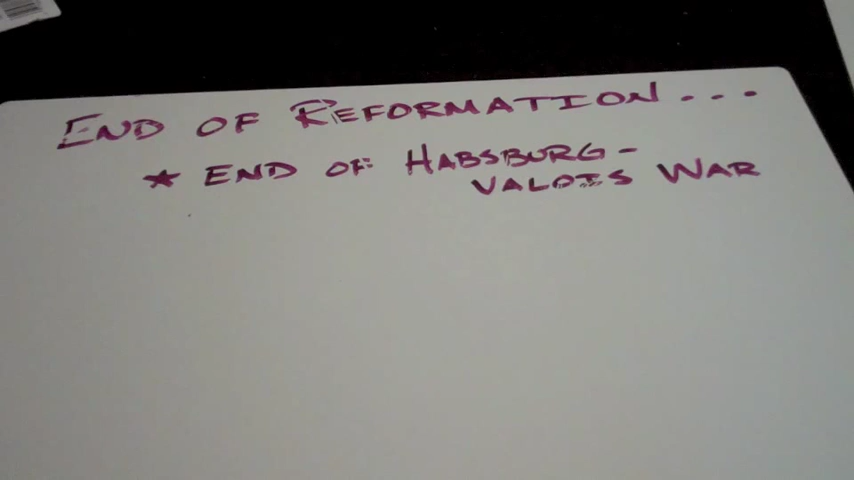 END OF REFORMATION...
* END OF HABSBURG-
VALOIS WAR